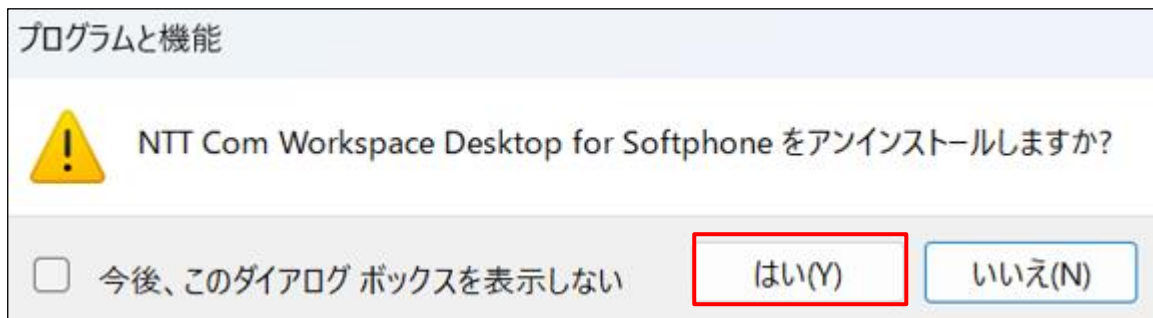 プログラムと機能
NTT Com Workspace Desktop for Softphone をアンインストールしますか?
今後、このダイアログ ボックスを表示しない
はい(Y)
いいえ(N)